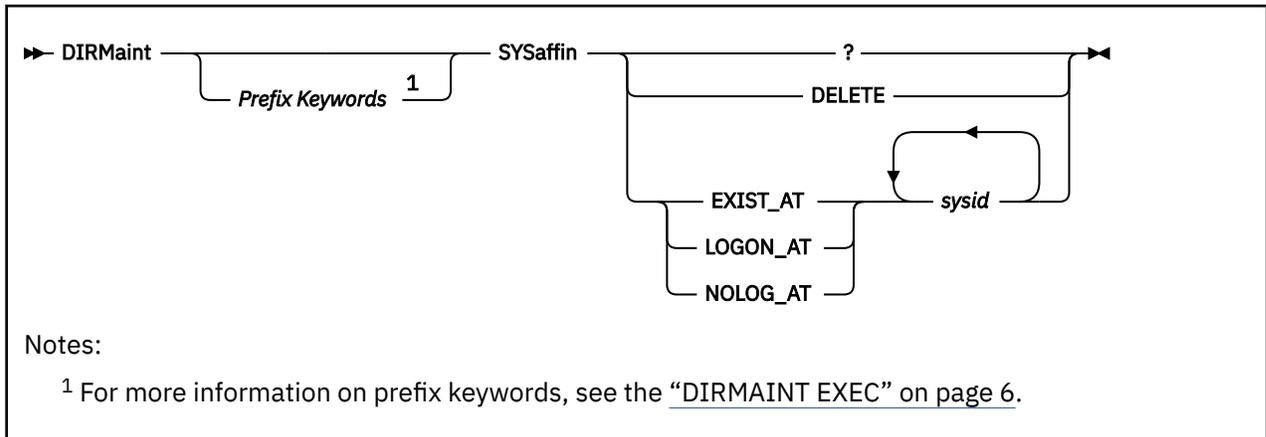 DIRMaint SYSaffin ?
Prefix Keywords 1
DELETE
EXIST_AT sysid
LOGON_AT
NOLOG_AT
Notes:
1 For more information on prefix keywords, see the “DIRMAINT EXEC” on page 6.